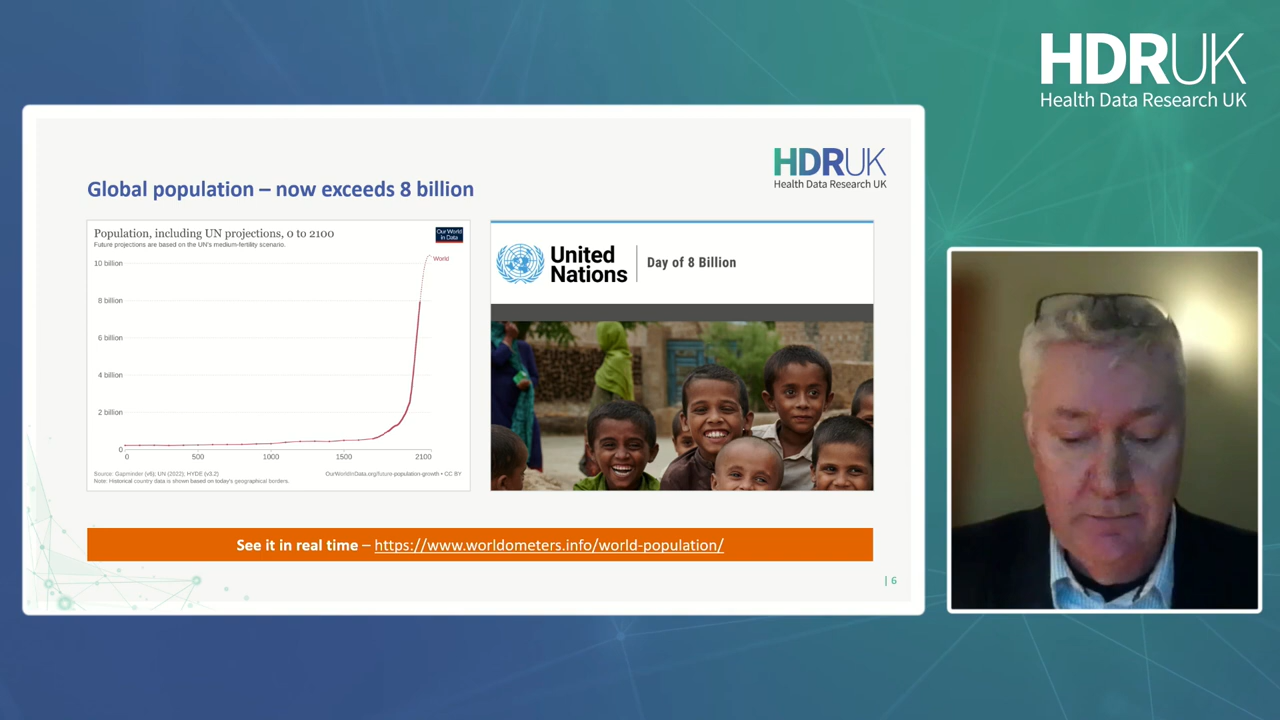 HDRUK
Health Data Research UK
HDRUK
Health Data Research UK
Global population – now exceeds 8 billion
Population, including UN projections, 0 to 2100
Future projections are based on the UN's medium-fertility scenario.
Our World
in Data
10 billion
World
8 billion
6 billion
4 billion
2 billion
0
0 500 1000 1500 2100
Source: Gapminder (v6); UN (2022); HYDE (v3.2)
OurWorldInData.org/future-population-growth • CC BY
Note: Historical country data is shown based on today's geographical borders.
United
Nations
Day of 8 Billion
See it in real time – https://www.worldometers.info/world-population/
| 6